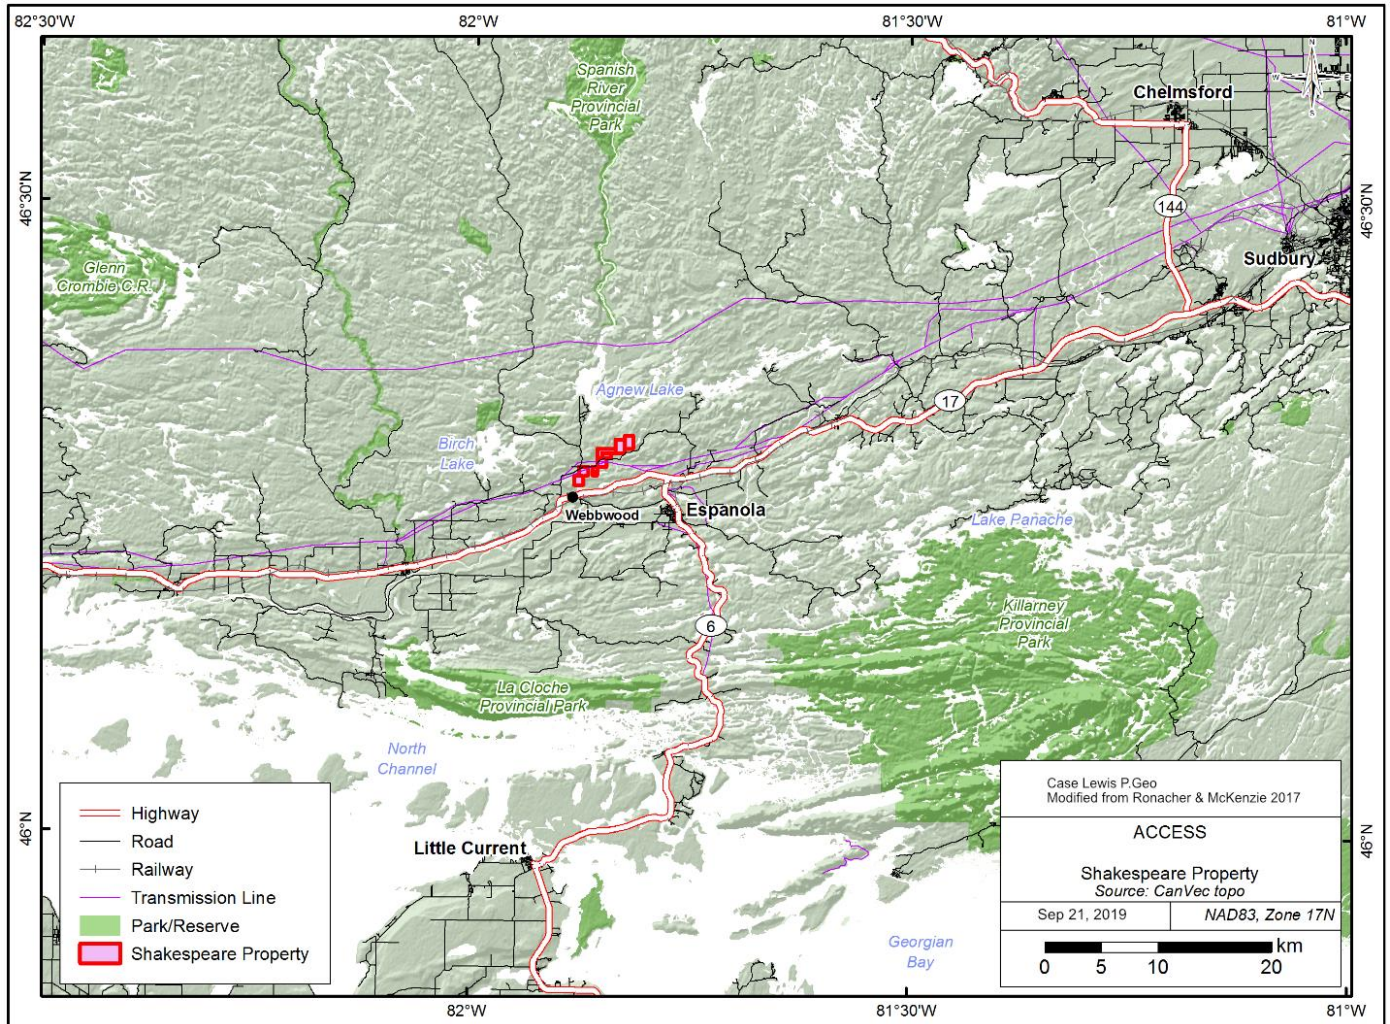 82°30'W
82°W
81°30'W
81°W
N
W
E
S
Spanish
River
Provincial
Park
Chelmsford
46°30'N
46°30'N
144
Glenn
Crombie C.R.
Sudbury
Agnew Lake
17
Birch
Lake
Webbwood
Espanola
Lake Panache
6
Killarney
Provincial
Park
La Cloche
Provincial Park
North
Channel
Little Current
46°N
46°N
Georgian
Bay
Highway
Road
Railway
Transmission Line
Park/Reserve
Shakespeare Property
Case Lewis P.Geo
Modified from Ronacher & McKenzie 2017
ACCESS
Shakespeare Property
Source: CanVec topo
Sep 21, 2019
NAD83, Zone 17N
km
0 5 10 20
82°W
81°30'W
81°W